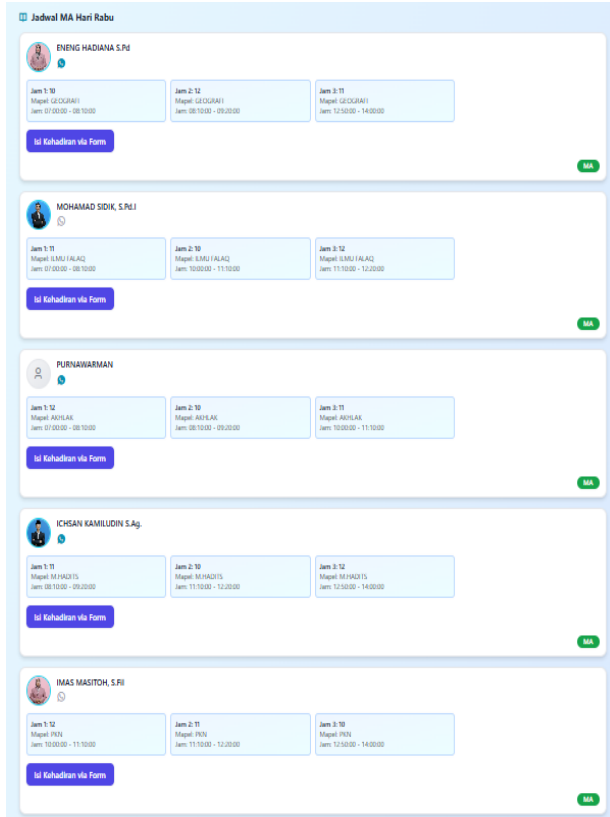 Jadwal MA Hari Rabu
ENENG HADIANA S.Pd
Jam 1: 10
Mapel: GEOGRAFI
Jam: 07:00:00 - 08:10:00
Jam 2: 12
Mapel: GEOGRAFI
Jam: 08:10:00 - 09:20:00
Jam 3: 11
Mapel: GEOGRAFI
Jam: 12:50:00 - 14:00:00
Isi Kehadiran via Form
MA
MOHAMAD SIDIK, S.Pd.I
Jam 1: 11
Mapel: ILMU FALAQ
Jam: 07:00:00 - 08:10:00
Jam 2: 10
Mapel: ILMU FALAQ
Jam: 10:00:00 - 11:10:00
Jam 3: 12
Mapel: ILMU FALAQ
Jam: 11:10:00 - 12:20:00
Isi Kehadiran via Form
MA
PURNAWARMAN
Jam 1: 12
Mapel: AKHLAK
Jam: 07:00:00 - 08:10:00
Jam 2: 10
Mapel: AKHLAK
Jam: 08:10:00 - 09:20:00
Jam 3: 11
Mapel: AKHLAK
Jam: 10:00:00 - 11:10:00
Isi Kehadiran via Form
MA
ICHSAN KAMILUDIN S.Ag.
Jam 1: 11
Mapel: M.HADITS
Jam: 08:10:00 - 09:20:00
Jam 2: 10
Mapel: M.HADITS
Jam: 11:10:00 - 12:20:00
Jam 3: 12
Mapel: M.HADITS
Jam: 12:50:00 - 14:00:00
Isi Kehadiran via Form
MA
IMAS MASITOH, S.Fil
Jam 1: 12
Mapel: PKN
Jam: 10:00:00 - 11:10:00
Jam 2: 11
Mapel: PKN
Jam: 11:10:00 - 12:20:00
Jam 3: 10
Mapel: PKN
Jam: 12:50:00 - 14:00:00
Isi Kehadiran via Form
MA